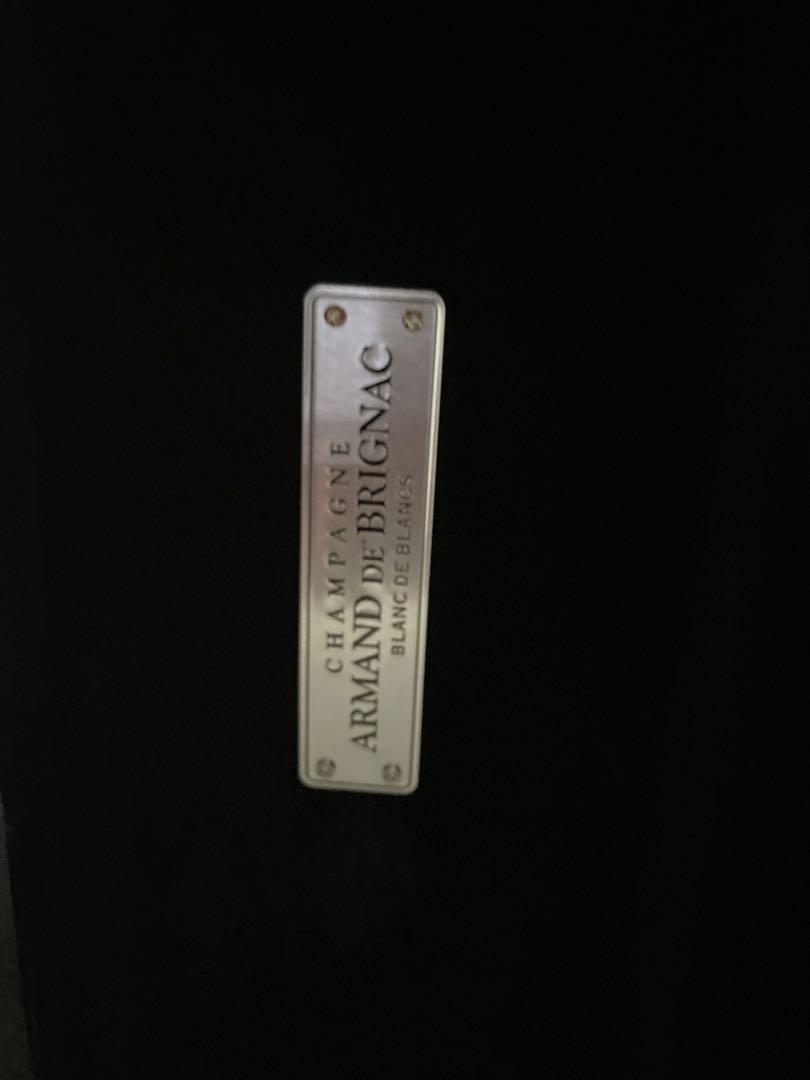 CHAMPAGNE
ARMAND DE BRIGNAC
BLANC DE BLANCS